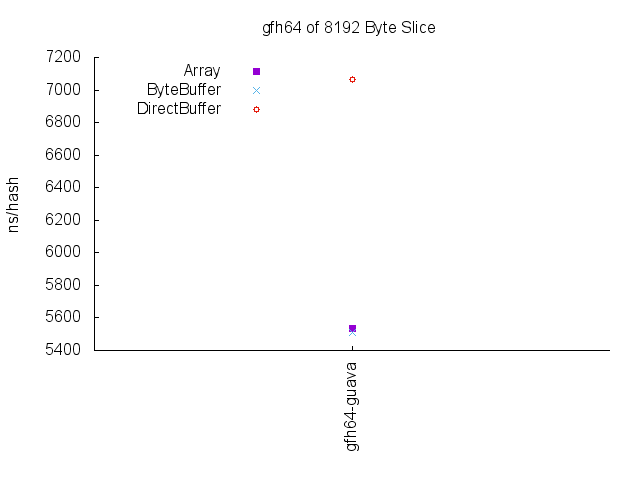 gfh64 of 8192 Byte Slice
7200
7000
6800
6600
6400
6200
6000
5800
5600
5400
ns/hash
Array
ByteBuffer
DirectBuffer
gfh64-guava